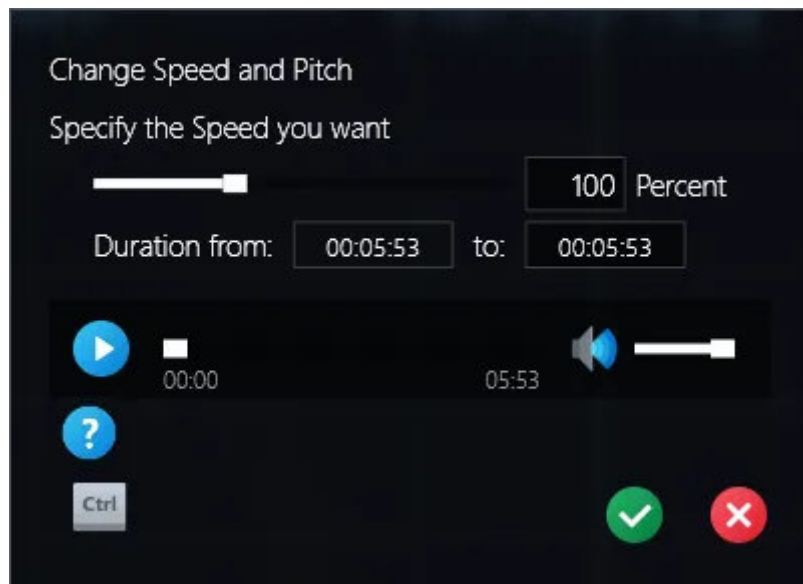 Change Speed and Pitch
Specify the Speed you want
100 Percent
Duration from: 00:05:53 to: 00:05:53
00:00 05:53
?
Ctrl